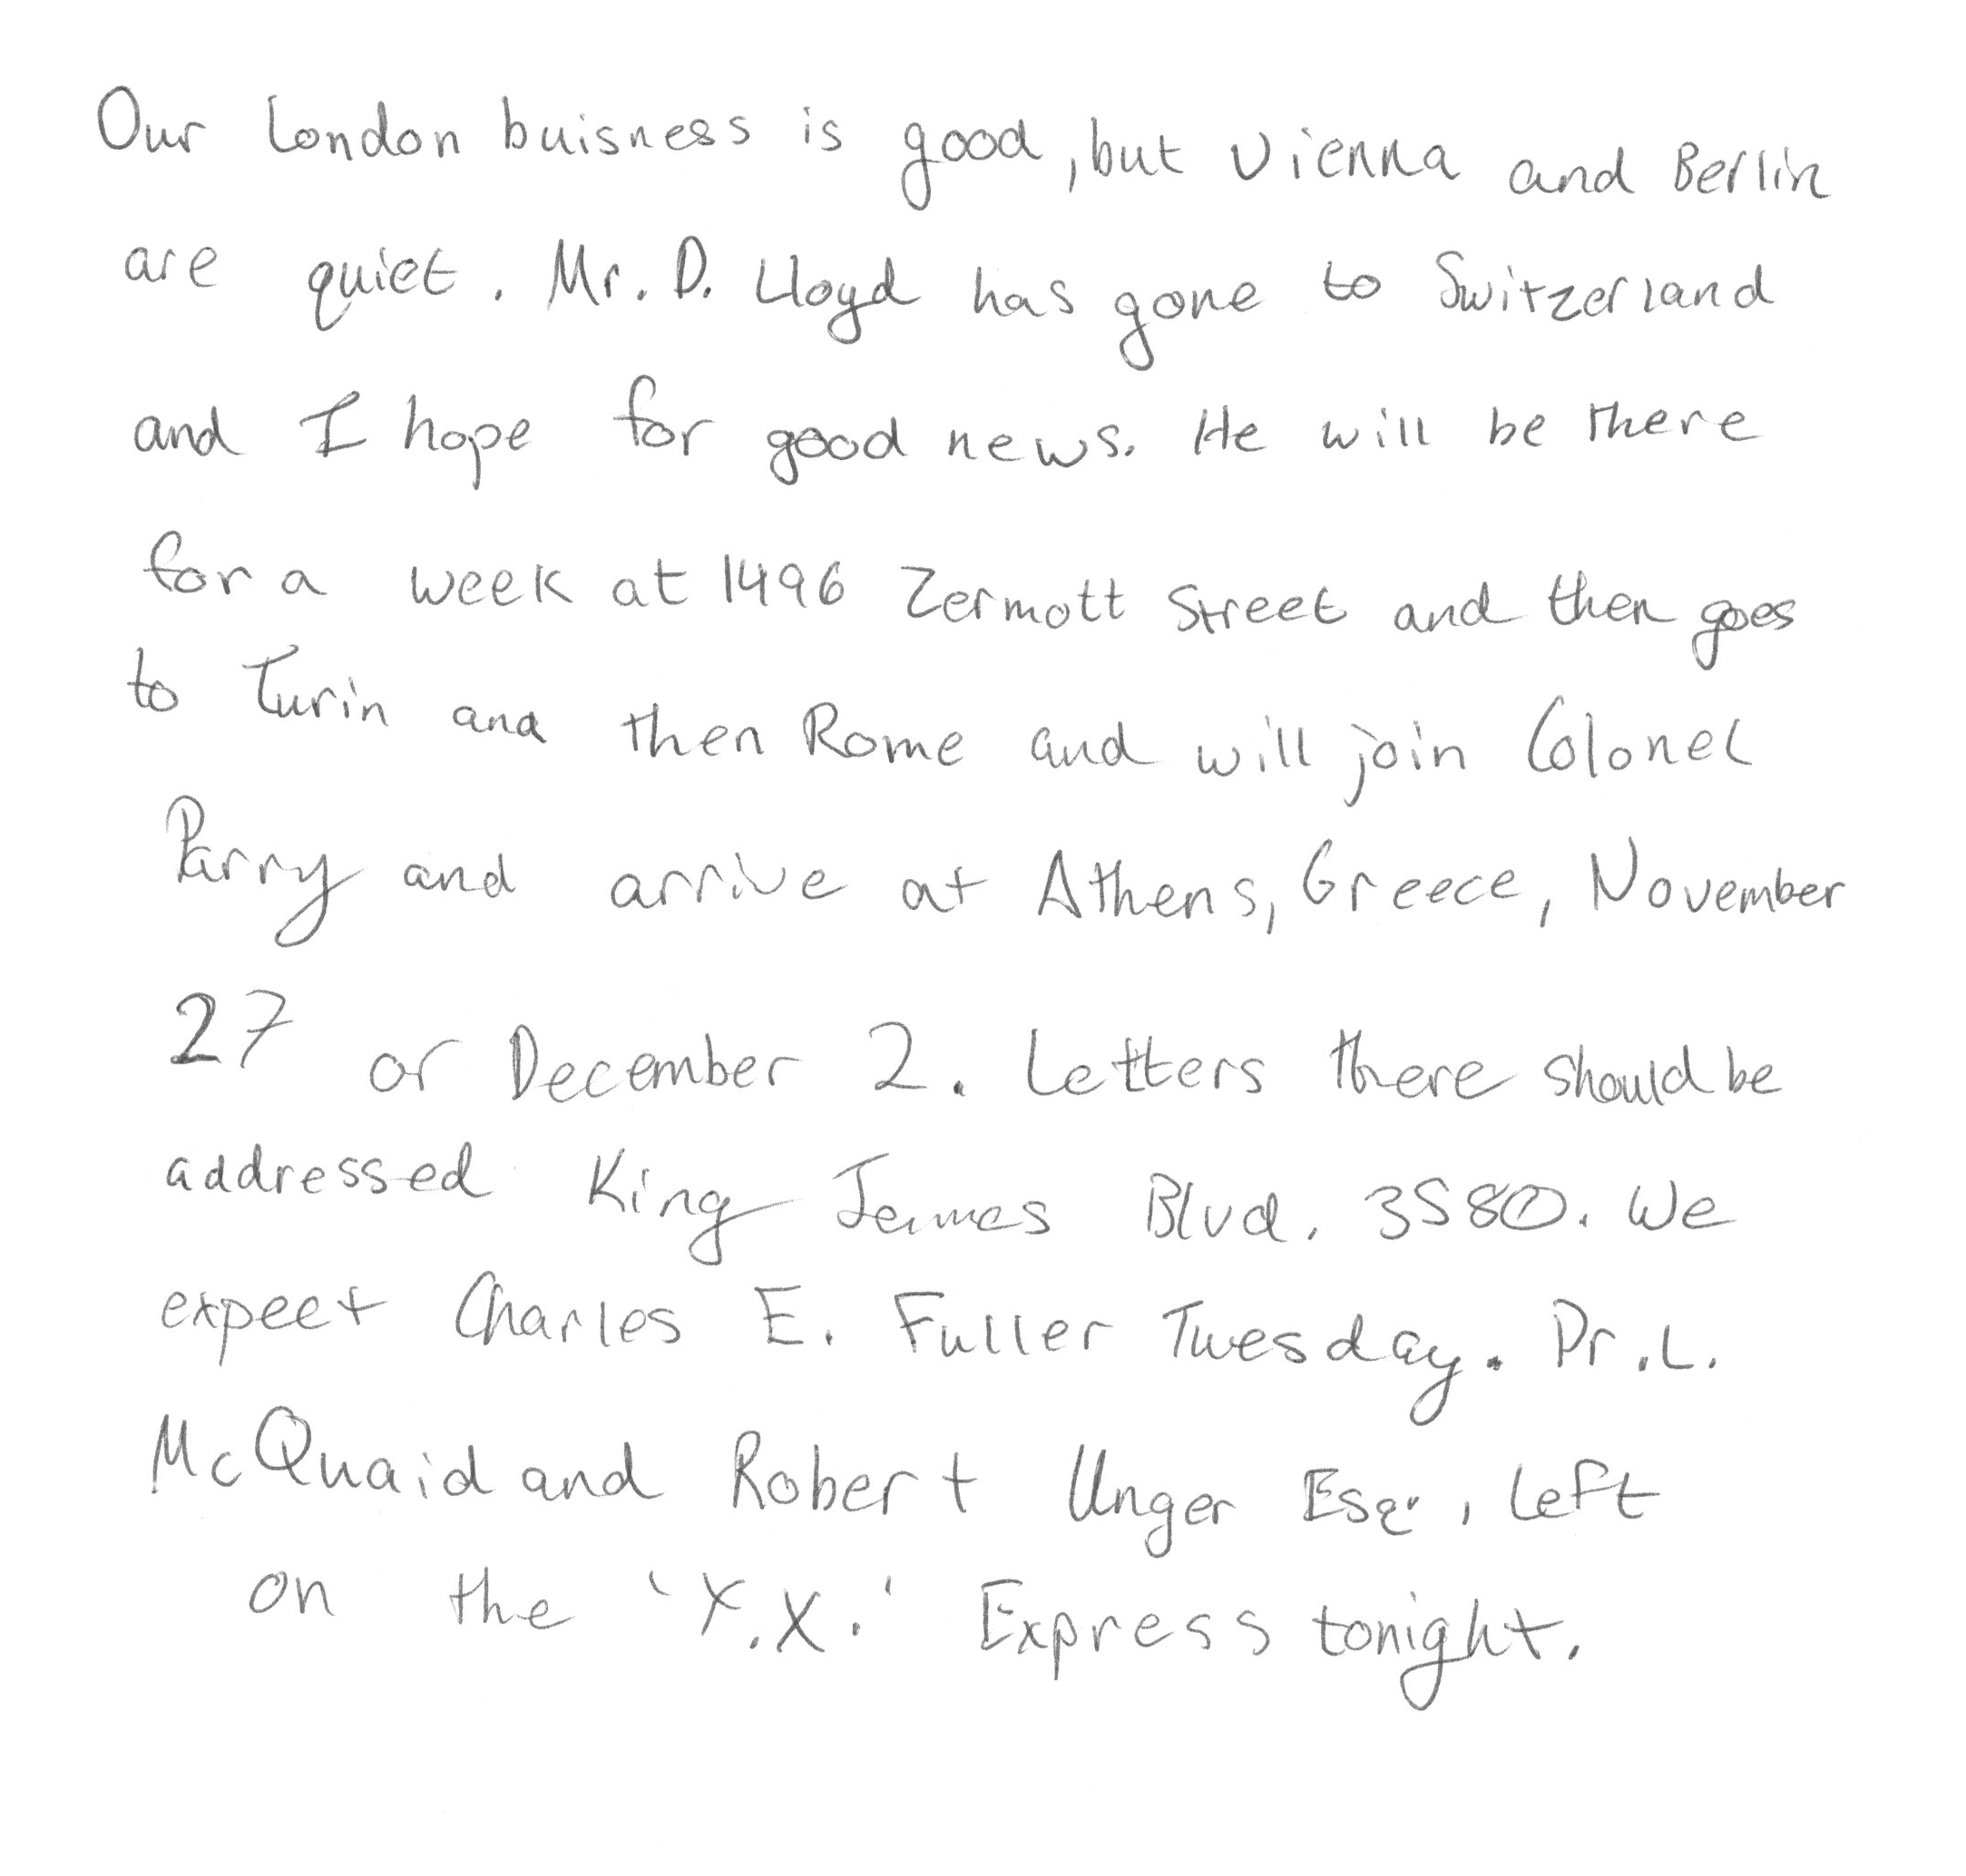 Our London buisness is good, but Vienna and Berlin
are quiet. Mr. D. Lloyd has gone to Switzerland
and I hope for good news. He will be there
for a week at 1496 Zermott Street and then goes
to Turin and then Rome and will join Colonel
Parry and arrive at Athens, Greece, November
27 or December 2. Letters there should be
addressed King James Blvd. 3580. We
expect Charles E. Fuller Tuesday. Dr. L.
McQuaid and Robert Unger Esq., left
on the 'Y.X.' Express tonight.